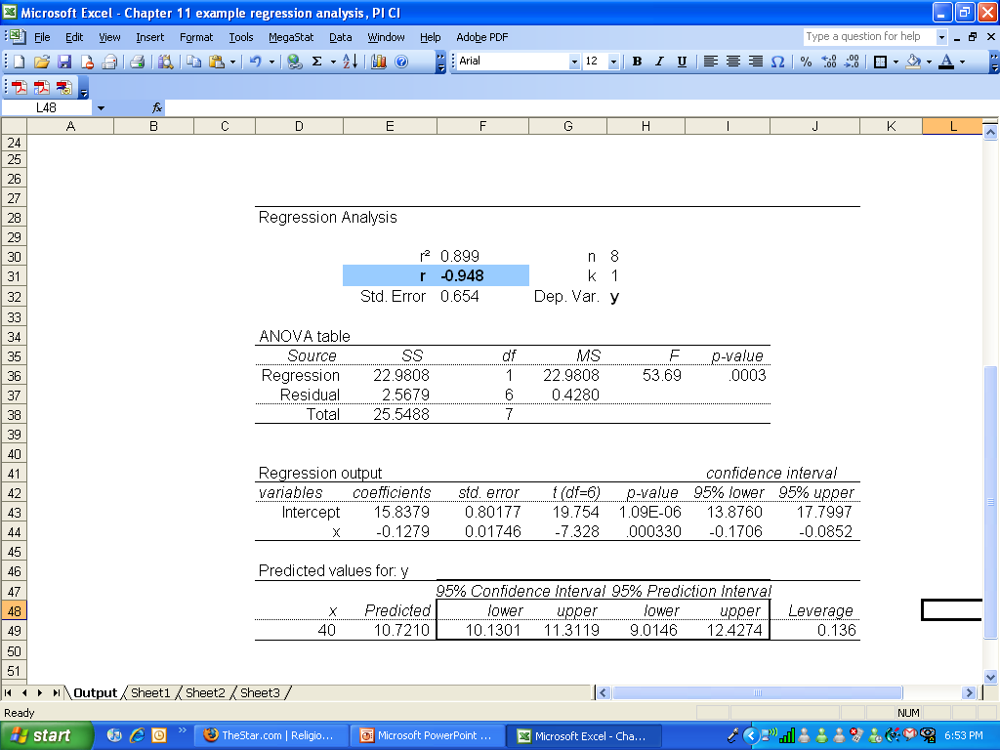 Microsoft Excel - Chapter 11 example regression analysis, PI CI
File Edit View Insert Format Tools MegaStat Data Window Help Adobe PDF
Type a question for help
Arial 12 B I U
L48 fx
A B C D E F G H I J K L
24
25
26
27
28 Regression Analysis
29
30 r² 0.899 n 8
31 r -0.948 k 1
32 Std. Error 0.654 Dep. Var. y
33
34 ANOVA table
35 Source SS df MS F p-value
36 Regression 22.9808 1 22.9808 53.69 .0003
37 Residual 2.5679 6 0.4280
38 Total 25.5488 7
39
40
41 Regression output confidence interval
42 variables coefficients std. error t (df=6) p-value 95% lower 95% upper
43 Intercept 15.8379 0.80177 19.754 1.09E-06 13.8760 17.7997
44 x -0.1279 0.01746 -7.328 .000330 -0.1706 -0.0852
45
46 Predicted values for: y
47 95% Confidence Interval 95% Prediction Interval
48 x Predicted lower upper lower upper Leverage
49 40 10.7210 10.1301 11.3119 9.0146 12.4274 0.136
50
51
Output Sheet1 Sheet2 Sheet3
Ready NUM
start TheStar.com | Religio... Microsoft PowerPoint ... Microsoft Excel - Cha... 6:53 PM